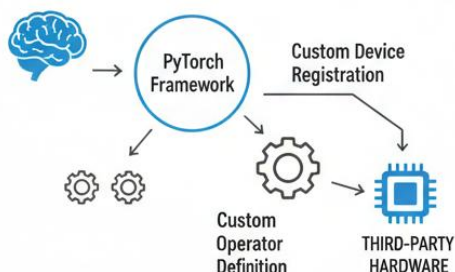 PyTorch
Framework
Custom Device
Registration
Custom
Operator
Definition
THIRD-PARTY
HARDWARE